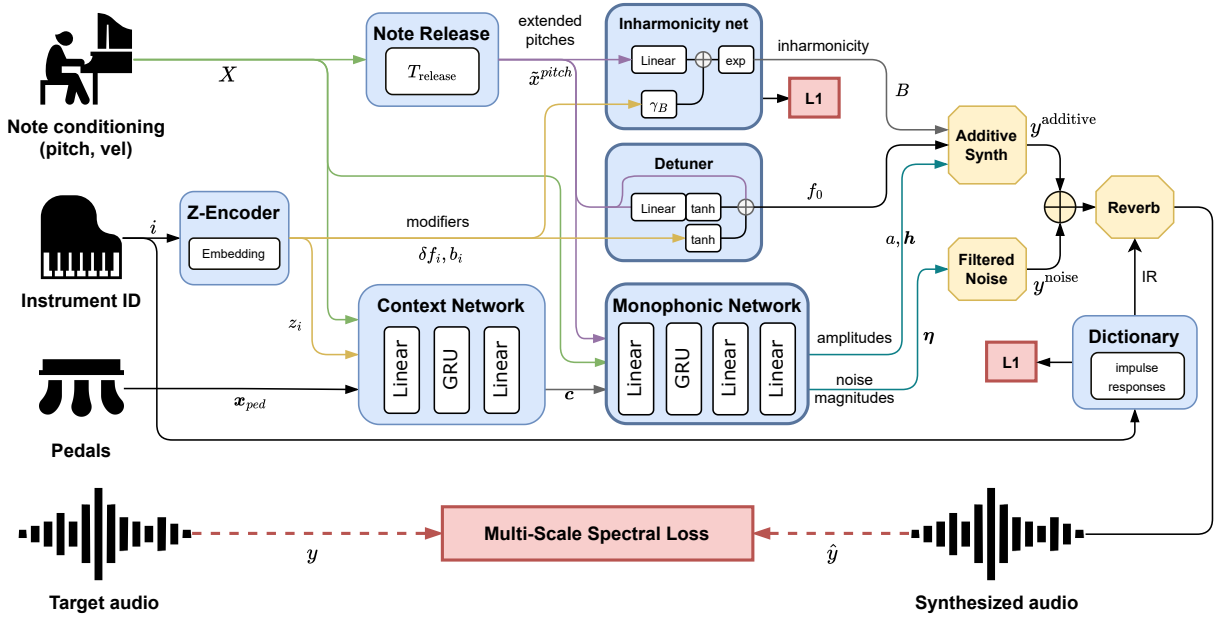 Note conditioning
(pitch, vel)
X
Note Release
T_release
extended
pitches
x̃^pitch
Inharmonicity net
Linear
exp
γ_B
inharmonicity
L1
B
Detuner
Linear
tanh
tanh
f_0
Additive
Synth
y^additive
Reverb
Instrument ID
i
Z-Encoder
Embedding
modifiers
δf_i, b_i
z_i
a, h
Filtered
Noise
y^noise
IR
Context Network
Linear
GRU
Linear
c
Monophonic Network
Linear
GRU
Linear
Linear
amplitudes
noise
magnitudes
η
Dictionary
impulse
responses
L1
Pedals
x_ped
Target audio
y
Multi-Scale Spectral Loss
ŷ
Synthesized audio